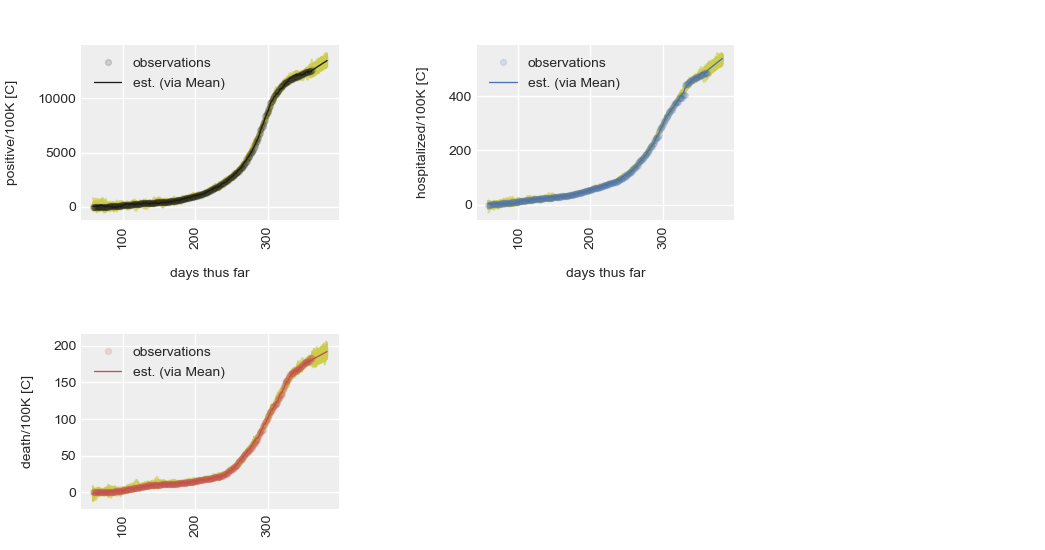 positive/100K [C]
10000
5000
0
observations
est. (via Mean)
100
200
300
days thus far
hospitalized/100K [C]
400
200
0
observations
est. (via Mean)
100
200
300
days thus far
death/100K [C]
200
150
100
50
0
observations
est. (via Mean)
100
200
300